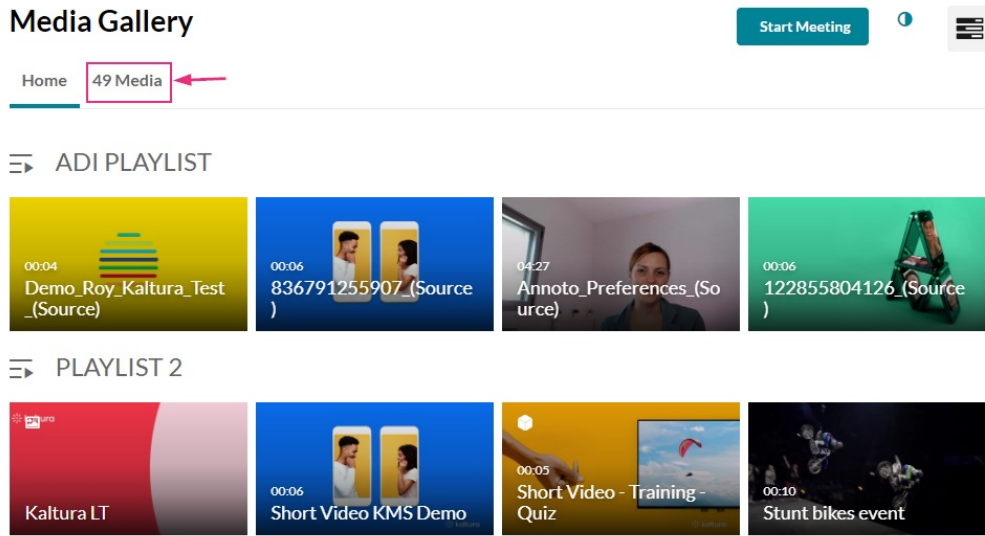 Media Gallery
Start Meeting
Home
49 Media
ADI PLAYLIST
00:04
Demo_Roy_Kaltura_Test
_(Source)
00:06
836791255907_(Source
)
04:27
Annoto_Preferences_(So
urce)
00:06
122855804126_(Source
)
PLAYLIST 2
Kaltura LT
00:06
Short Video KMS Demo
kaltura
00:05
Short Video - Training -
Quiz
kaltura
00:10
Stunt bikes event